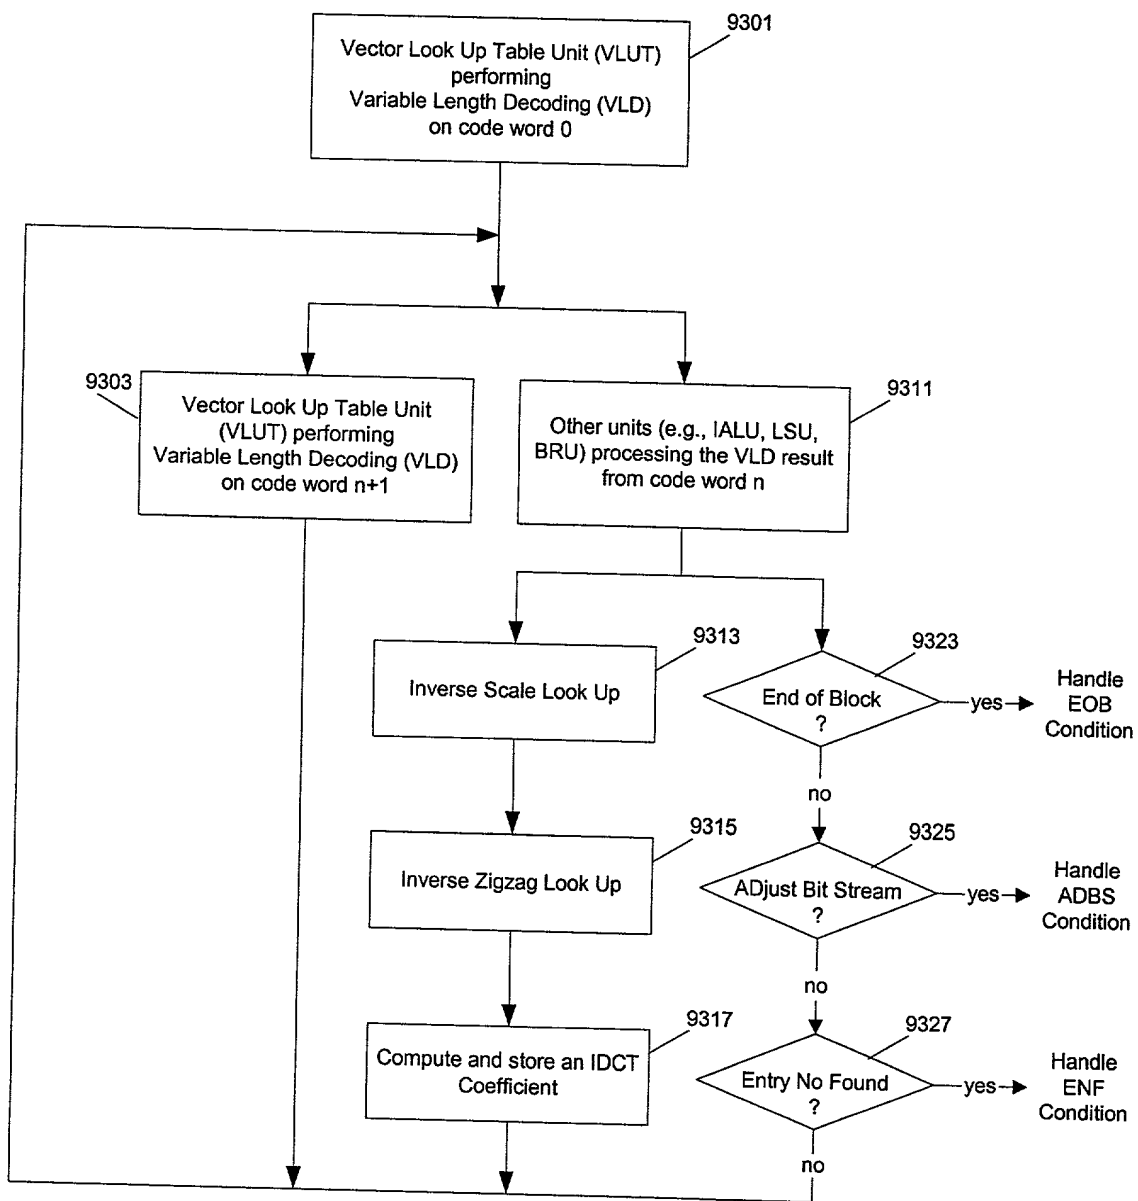 9301
Vector Look Up Table Unit (VLUT)
performing
Variable Length Decoding (VLD)
on code word 0
9303
Vector Look Up Table Unit
(VLUT) performing
Variable Length Decoding (VLD)
on code word n+1
9311
Other units (e.g., IALU, LSU,
BRU) processing the VLD result
from code word n
9313
Inverse Scale Look Up
9323
End of Block
?
yes
Handle
EOB
Condition
no
9315
Inverse Zigzag Look Up
9325
ADjust Bit Stream
?
yes
Handle
ADBS
Condition
no
9317
Compute and store an IDCT
Coefficient
9327
Entry No Found
?
yes
Handle
ENF
Condition
no